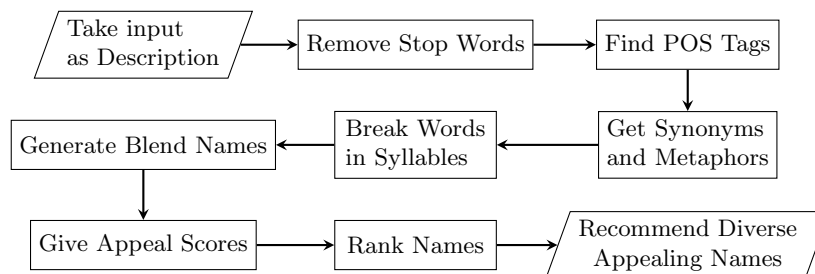 Take input
as Description
Remove Stop Words
Find POS Tags
Get Synonyms
and Metaphors
Break Words
in Syllables
Generate Blend Names
Give Appeal Scores
Rank Names
Recommend Diverse
Appealing Names